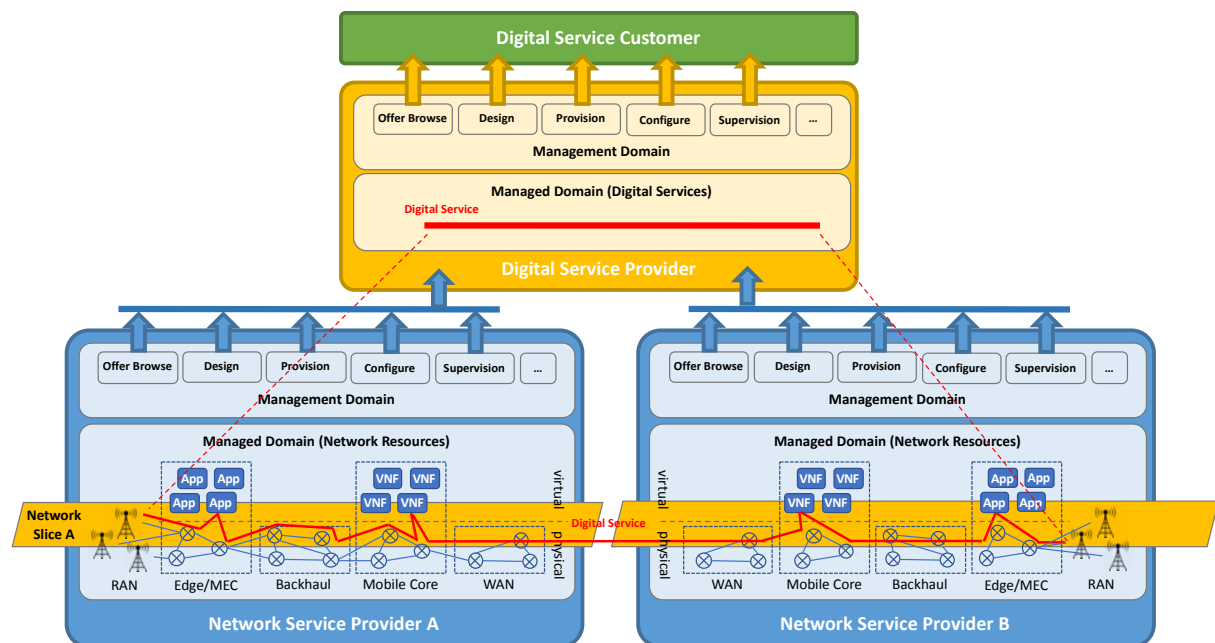 Digital Service Customer
Offer Browse
Design
Provision
Configure
Supervision
...
Management Domain
Managed Domain (Digital Services)
Digital Service
Digital Service Provider
Offer Browse
Design
Provision
Configure
Supervision
...
Management Domain
Managed Domain (Network Resources)
App
App
App
App
VNF
VNF
VNF
VNF
virtual
physical
Network
Slice A
RAN
Edge/MEC
Backhaul
Mobile Core
WAN
Network Service Provider A
Digital Service
Offer Browse
Design
Provision
Configure
Supervision
...
Management Domain
Managed Domain (Network Resources)
virtual
physical
VNF
VNF
VNF
VNF
App
App
App
App
WAN
Mobile Core
Backhaul
Edge/MEC
RAN
Network Service Provider B